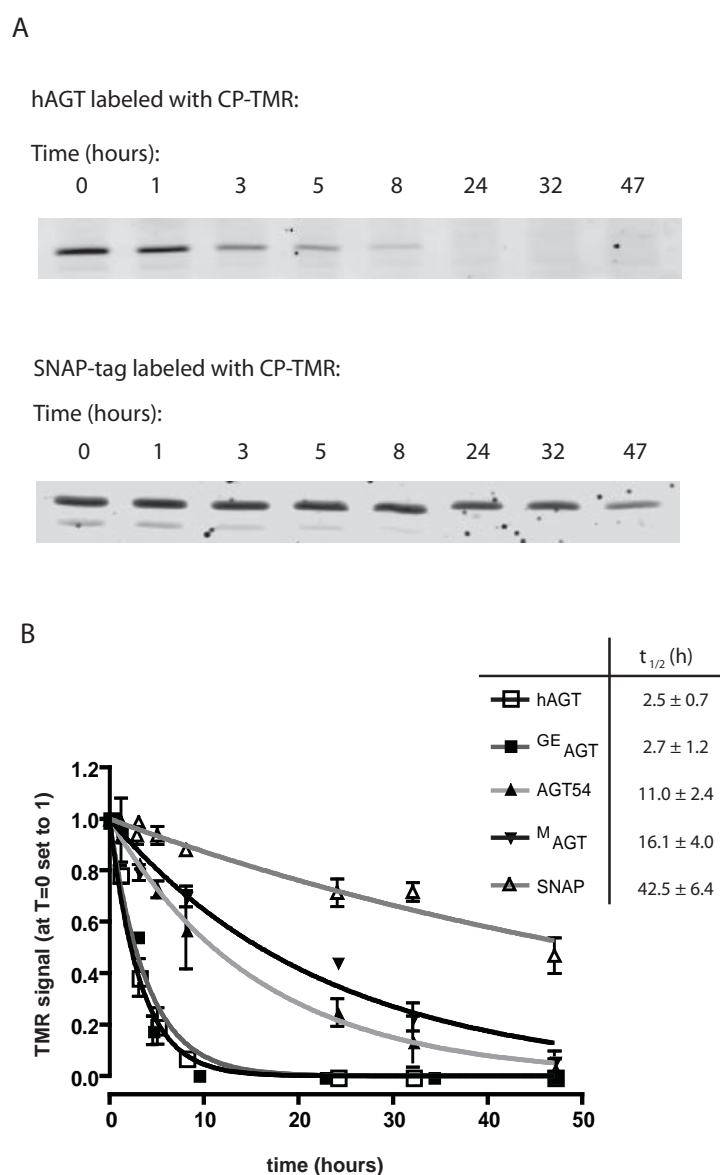 A
hAGT labeled with CP-TMR:
Time (hours):
0 1 3 5 8 24 32 47
SNAP-tag labeled with CP-TMR:
Time (hours):
0 1 3 5 8 24 32 47
B
t1/2 (h)
hAGT 2.5 ± 0.7
GE AGT 2.7 ± 1.2
AGT54 11.0 ± 2.4
M AGT 16.1 ± 4.0
SNAP 42.5 ± 6.4
TMR signal (at T=0 set to 1)
1.2
1.0
0.8
0.6
0.4
0.2
0.0
0 10 20 30 40 50
time (hours)